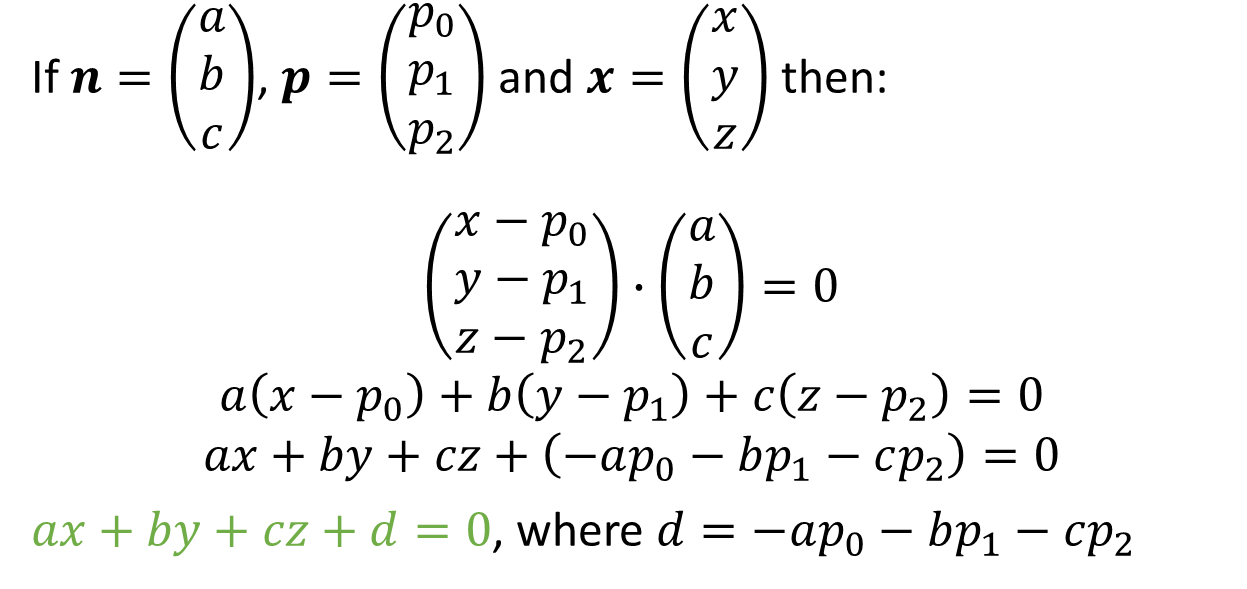 If 𝒏 = (a b c), 𝒑 = (p₀ p₁ p₂) and 𝒙 = (x y z) then:
(x − p₀ y − p₁ z − p₂) · (a b c) = 0
a(x − p₀) + b(y − p₁) + c(z − p₂) = 0
ax + by + cz + (−ap₀ − bp₁ − cp₂) = 0
ax + by + cz + d = 0, where d = −ap₀ − bp₁ − cp₂